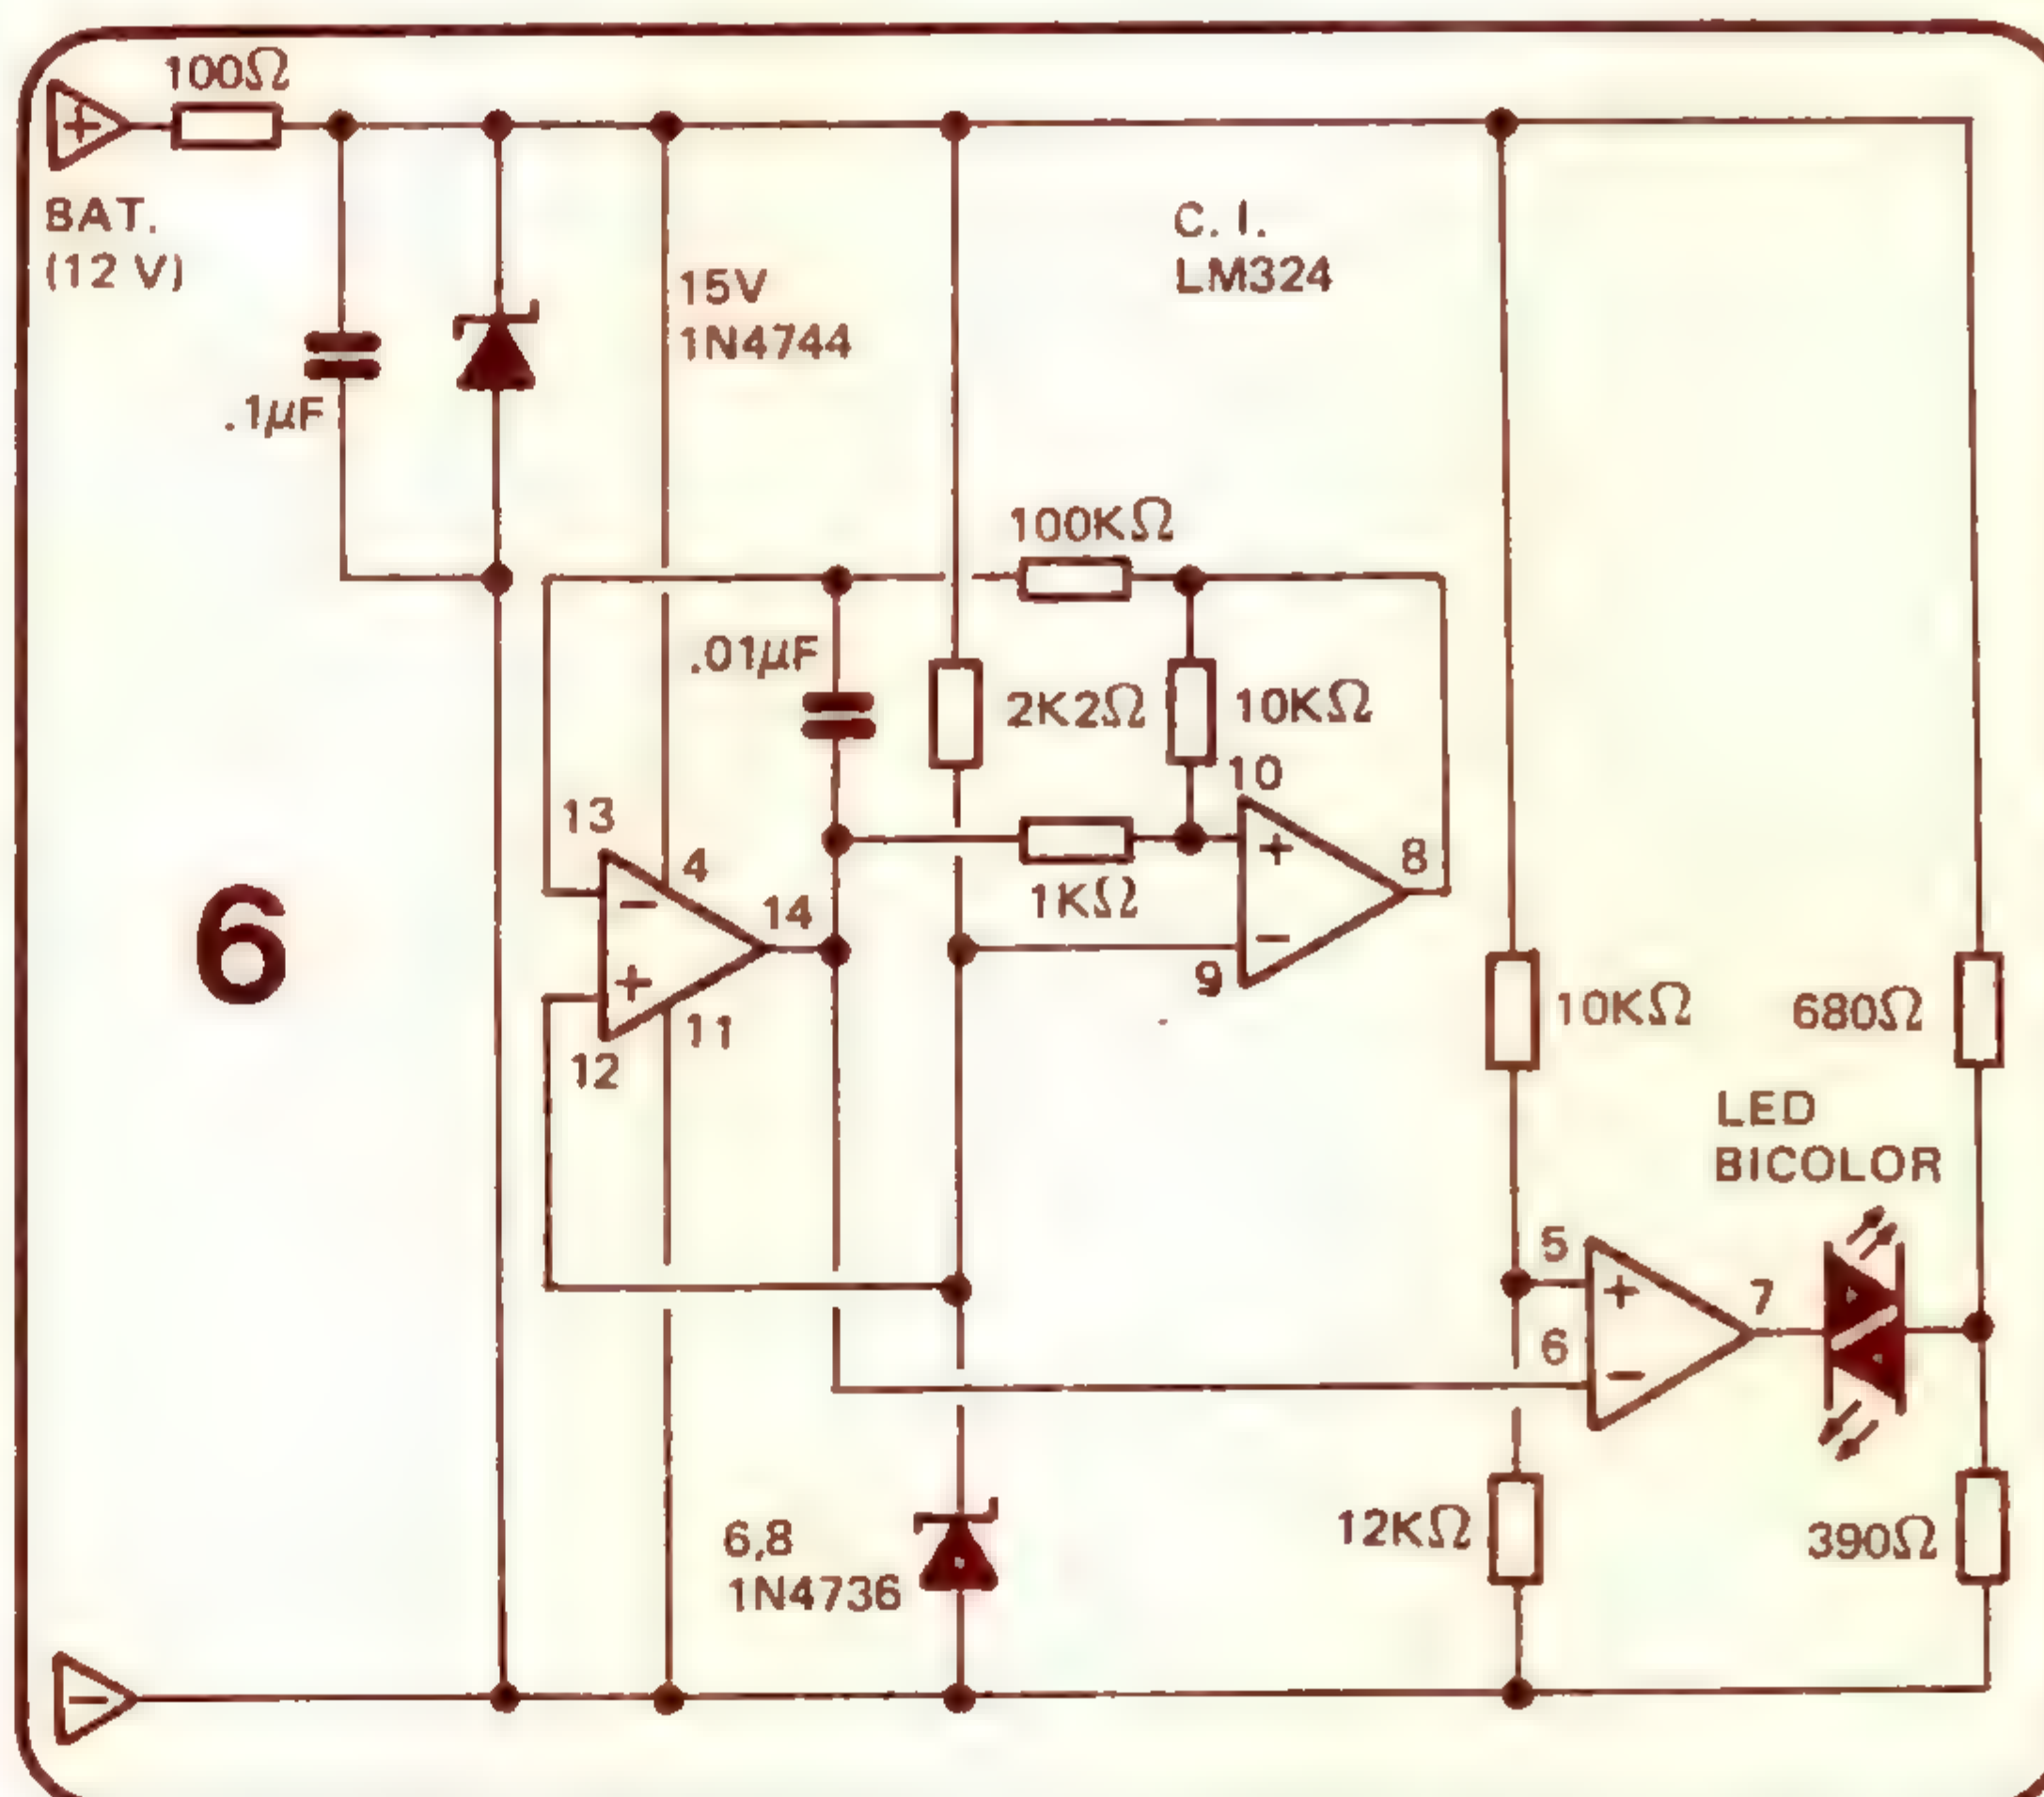 100Ω
+
BAT.
(12 V)
.1µF
15V
1N4744
C. I.
LM324
100KΩ
.01µF
2K2Ω
10KΩ
10
13
4
14
−
+
12
11
1KΩ
+
−
8
9
6
10KΩ
680Ω
LED
BICOLOR
5
6
+
−
7
6,8
1N4736
12KΩ
390Ω
−